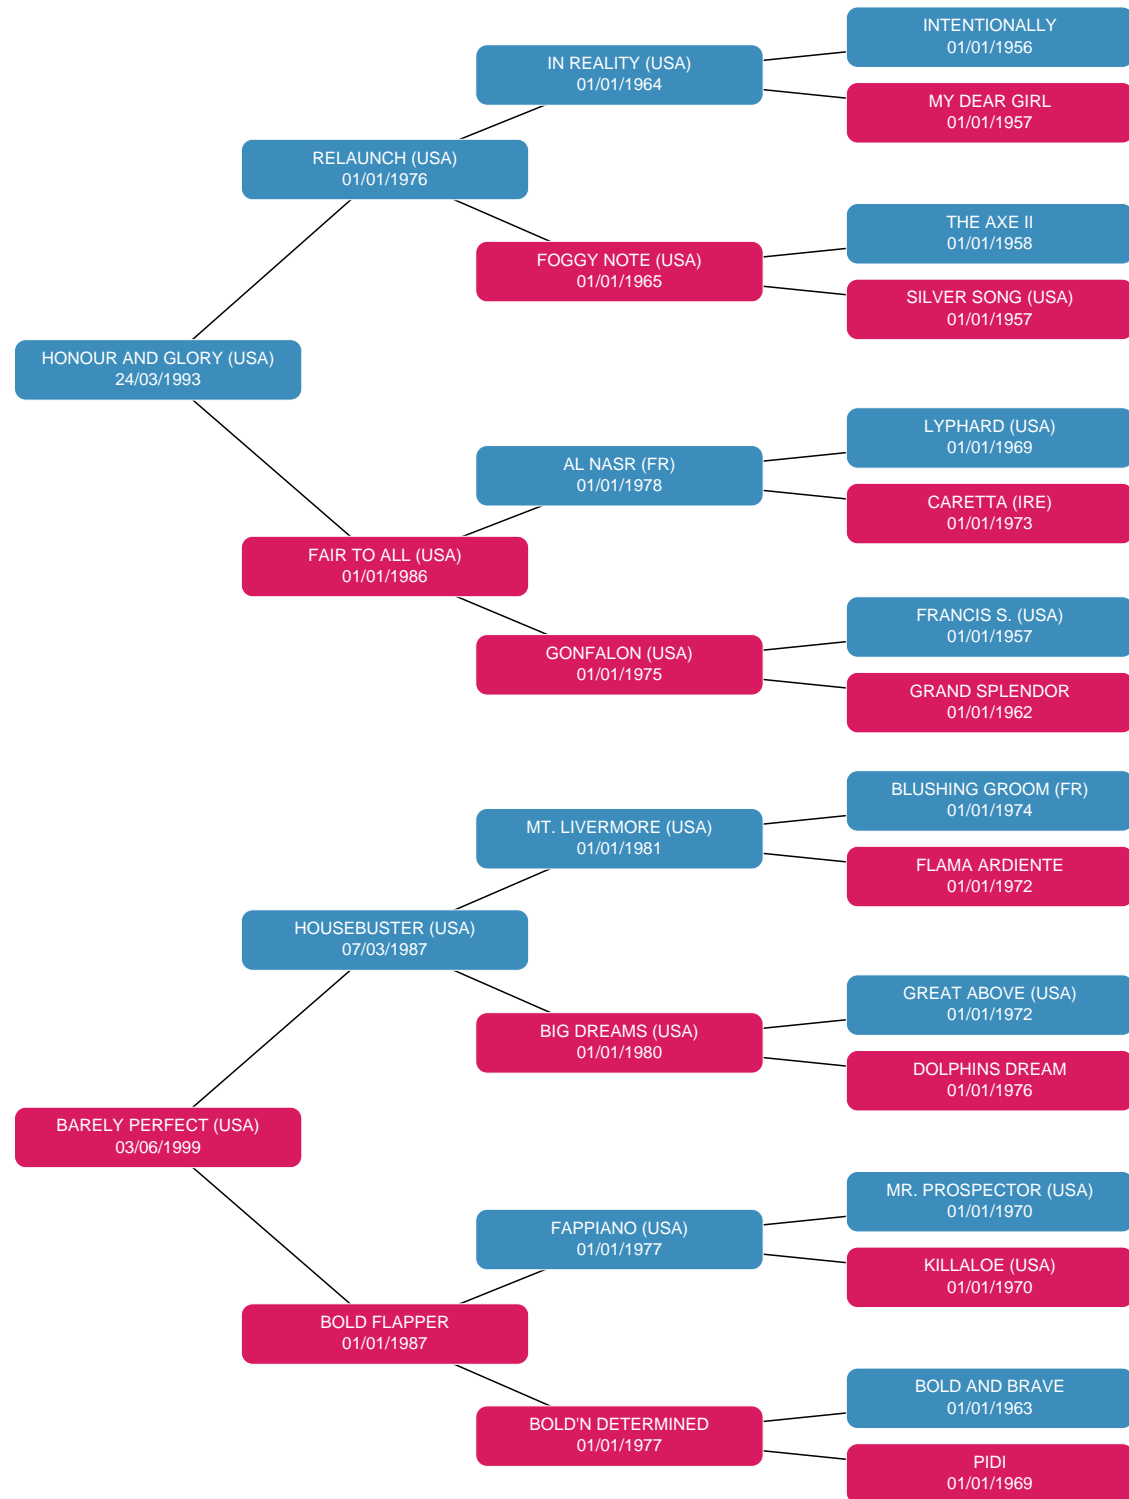 INTENTIONALLY
01/01/1956
IN REALITY (USA)
01/01/1964
MY DEAR GIRL
01/01/1957
RELAUNCH (USA)
01/01/1976
THE AXE II
01/01/1958
FOGGY NOTE (USA)
01/01/1965
SILVER SONG (USA)
01/01/1957
HONOUR AND GLORY (USA)
24/03/1993
LYPHARD (USA)
01/01/1969
AL NASR (FR)
01/01/1978
CARETTA (IRE)
01/01/1973
FAIR TO ALL (USA)
01/01/1986
FRANCIS S. (USA)
01/01/1957
GONFALON (USA)
01/01/1975
GRAND SPLENDOR
01/01/1962
BLUSHING GROOM (FR)
01/01/1974
MT. LIVERMORE (USA)
01/01/1981
FLAMA ARDIENTE
01/01/1972
HOUSEBUSTER (USA)
07/03/1987
GREAT ABOVE (USA)
01/01/1972
BIG DREAMS (USA)
01/01/1980
DOLPHINS DREAM
01/01/1976
BARELY PERFECT (USA)
03/06/1999
MR. PROSPECTOR (USA)
01/01/1970
FAPPIANO (USA)
01/01/1977
KILLALOE (USA)
01/01/1970
BOLD FLAPPER
01/01/1987
BOLD AND BRAVE
01/01/1963
BOLD'N DETERMINED
01/01/1977
PIDI
01/01/1969